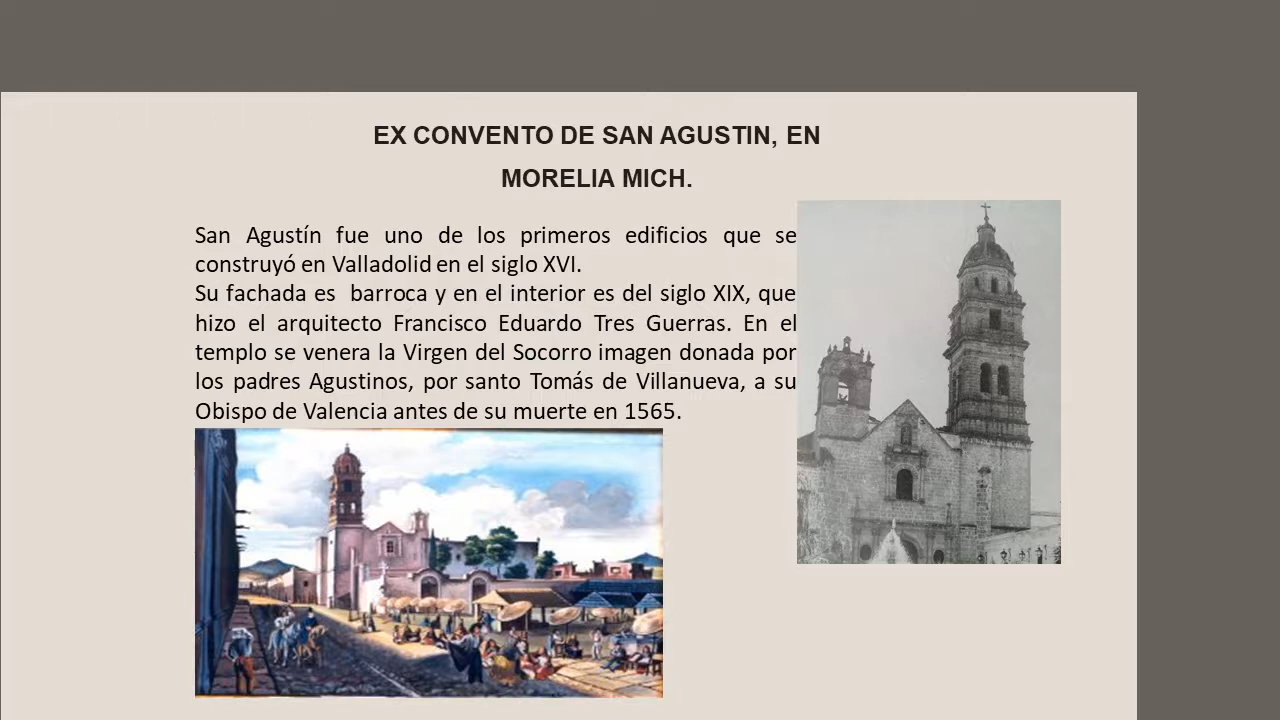 EX CONVENTO DE SAN AGUSTIN, EN
MORELIA MICH.
San Agustín fue uno de los primeros edificios que se
construyó en Valladolid en el siglo XVI.
Su fachada es barroca y en el interior es del siglo XIX, que
hizo el arquitecto Francisco Eduardo Tres Guerras. En el
templo se venera la Virgen del Socorro imagen donada por
los padres Agustinos, por santo Tomás de Villanueva, a su
Obispo de Valencia antes de su muerte en 1565.